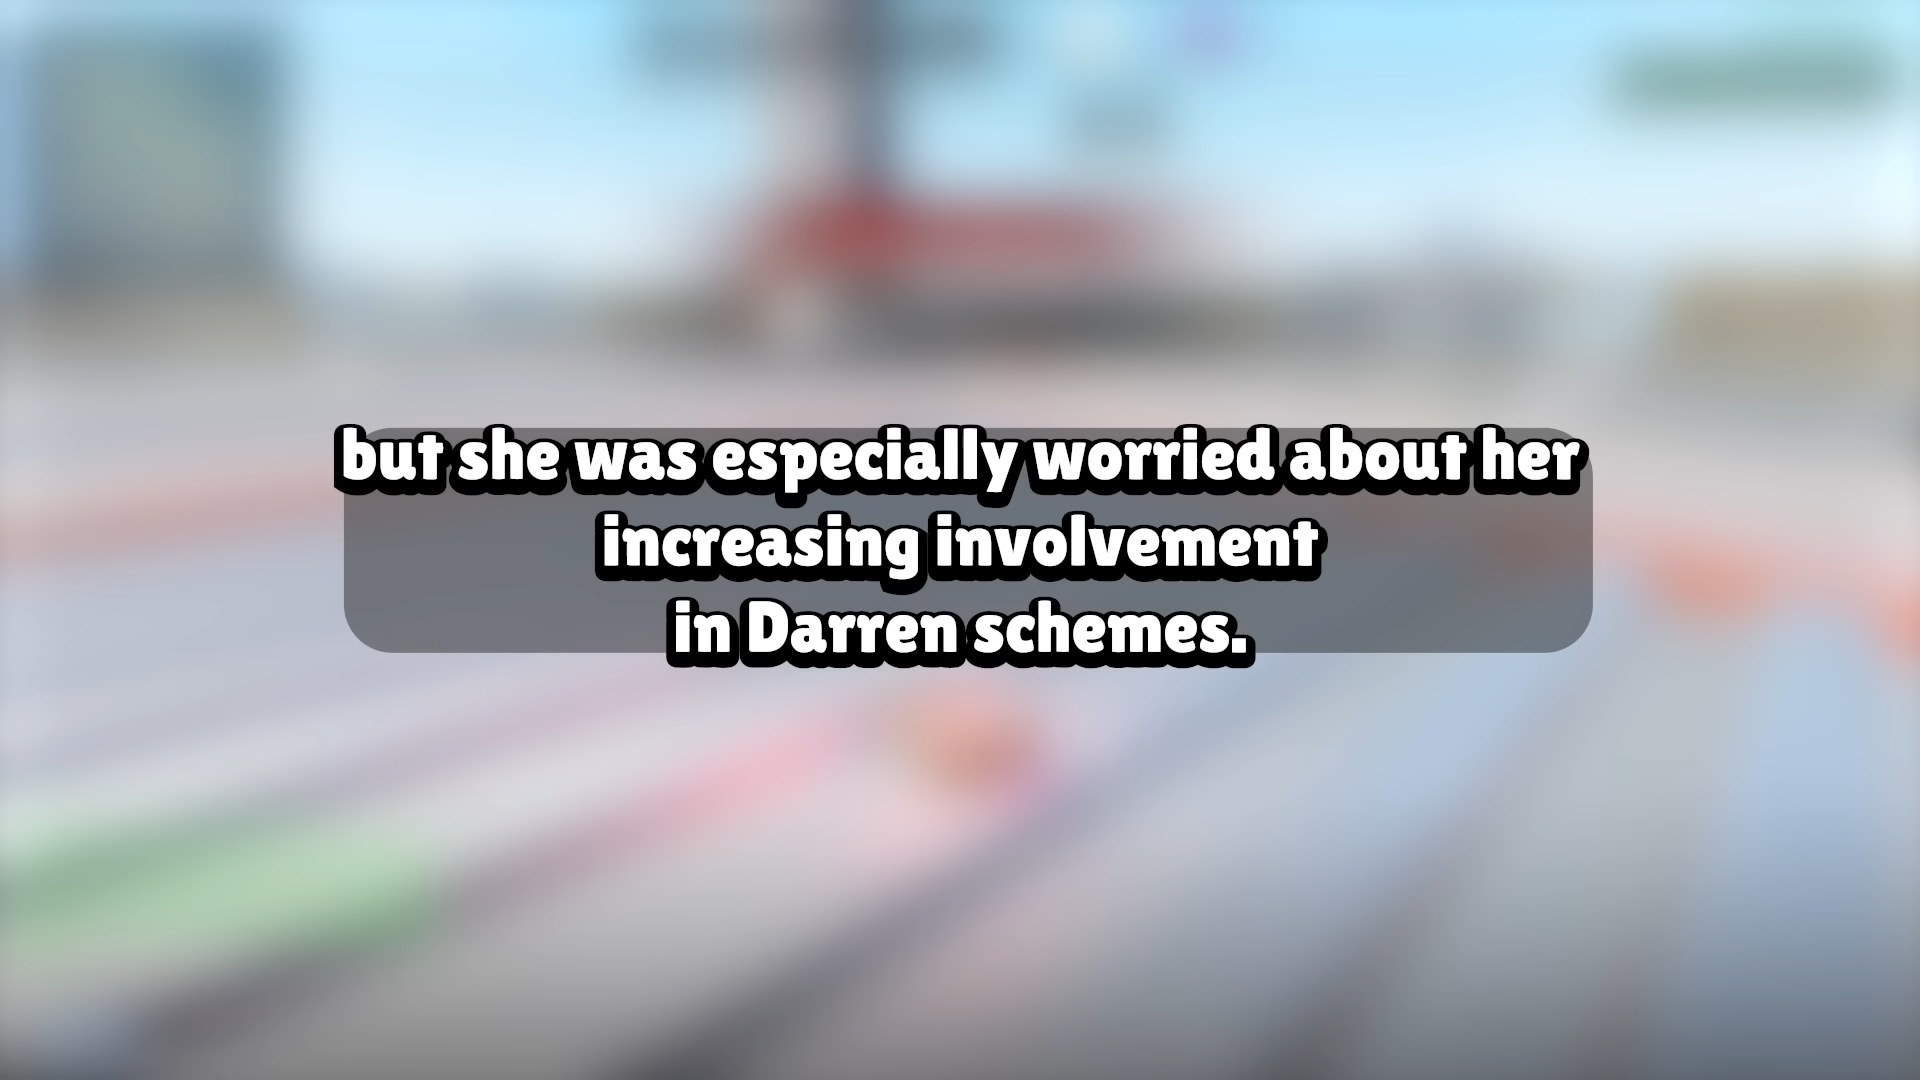 but she was especially worried about her
increasing involvement
in Darren schemes.